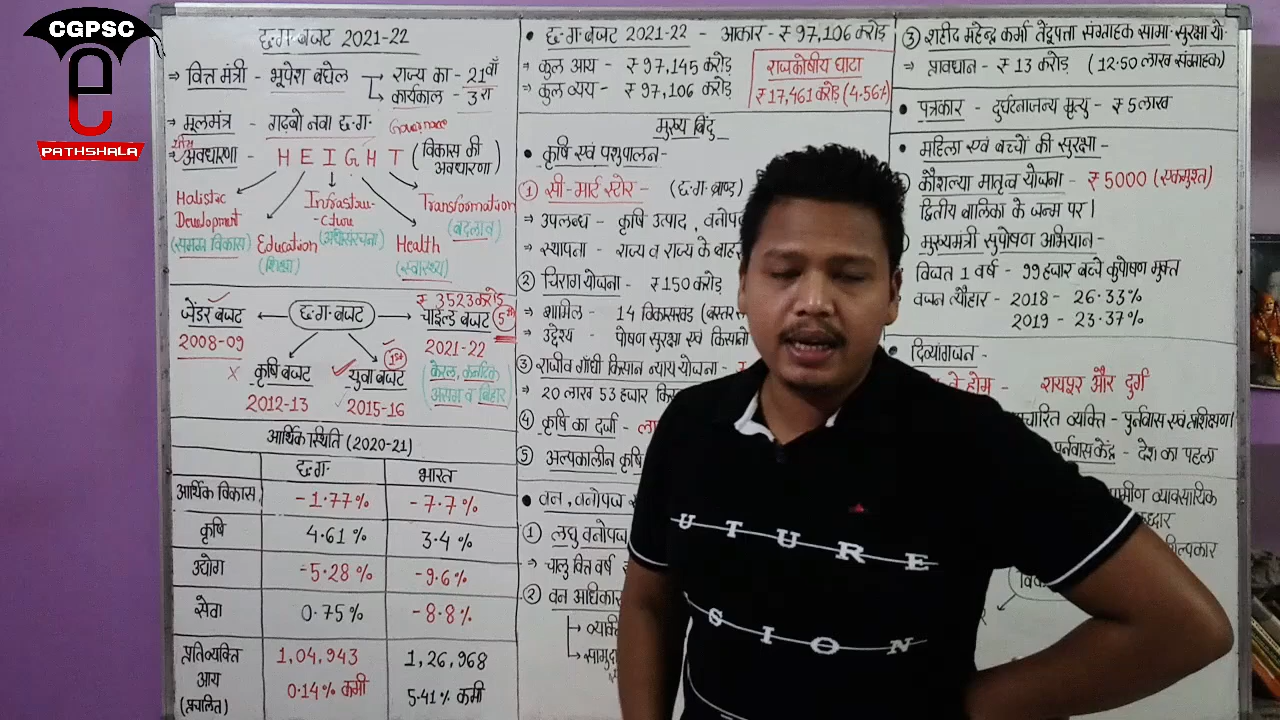 CGPSC
PATHSHALA
छ.ग. बजट 2021-22
⇒ वित्त मंत्री - भूपेश बघेल → राज्य का - 21वाँ
→ कार्यकाल - 3रा
→ मूलमंत्र - गढ़बो नवा छ.ग.
Governance
अवधारणा - H E I G H T (विकास की अवधारणा)
Holistic Development (समग्र विकास)
Education (शिक्षा)
Infrastructure (अधोसंरचना)
Health (स्वास्थ्य)
Transformation (बदलाव)
जेंडर बजट ← छ.ग. बजट → चाइल्ड बजट 5th
₹ 3523 करोड़
2008-09
2021-22
x कृषि बजट
युवा बजट 1st
2012-13
2015-16
केरल, कर्नाटक
असम व बिहार
आर्थिक स्थिति (2020-21)
छ.ग. भारत
आर्थिक विकास -1.77% -7.7%
कृषि 4.61% 3.4%
उद्योग -5.28% -9.6%
सेवा 0.75% -8.8%
प्रतिव्यक्ति आय (प्रचलित) 1,04,943 1,26,968
0.14% कमी 5.41% कमी
• छ.ग. बजट 2021-22 - आकार - ₹ 97,106 करोड़
→ कुल आय - ₹ 97,145 करोड़
→ कुल व्यय - ₹ 97,106 करोड़
राजकोषीय घाटा
₹ 17,461 करोड़ (4.56%)
मुख्य बिंदु
• कृषि एवं पशुपालन-
① सी-मार्ट स्टोर - (छ.ग. ब्राण्ड)
→ उपलब्ध - कृषि उत्पाद,
→ स्थापना - राज्य व राज्य के बाहर
② चिराग योजना - ₹ 150 करोड़
→ शामिल - 14 विकासखंड
→ उद्देश्य - पोषण सुरक्षा एवं किसानों
③ राजीव गाँधी किसान न्याय योजना - ₹
→ 20 लाख 53 हजार
④ कृषि का दर्जा -
⑤ अल्पकालीन कृषि
• वन, वनोपज
① लघु वनोपज
→ चालु वित्त वर्ष
② वन अधिकार
③ शहीद महेन्द्र कर्मा तेंदुपत्ता संग्राहक सामा. सुरक्षा यो.
→ प्रावधान - ₹ 13 करोड़ (12.50 लाख संग्राहक)
• पत्रकार - दुर्घटनाजन्य मृत्यु - ₹ 5 लाख
• महिला एवं बच्चों की सुरक्षा -
कौशल्या मातृत्व योजना - ₹ 5000 (एकमुश्त)
द्वितीय बालिका के जन्म पर।
मुख्यमंत्री सुपोषण अभियान-
विगत 1 वर्ष - 99 हजार बच्चे कुपोषण मुक्त
वजन त्यौहार - 2018 - 26.33%
2019 - 23.37%
• दिव्यांगजन -
होम - रायपुर और दुर्ग
व्यक्ति - पुर्नवास एवं प्रशिक्षण।
पुर्नवास केंद्र - देश का पहला
UTURE
SION